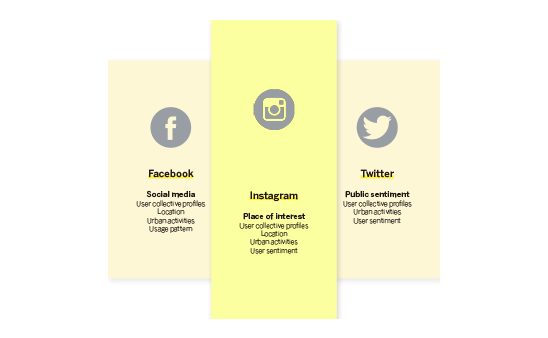 Facebook
Social media
User collective profiles
Location
Urban activities
Usage pattern
Instagram
Place of interest
User collective profiles
Location
Urban activities
User sentiment
Twitter
Public sentiment
User collective profiles
Urban activities
User sentiment